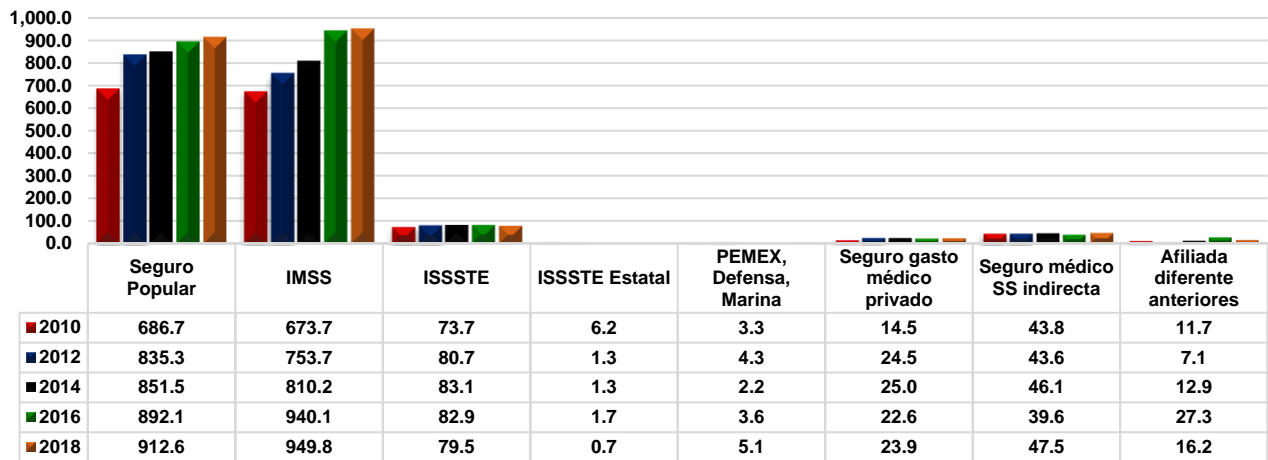 1,000.0
900.0
800.0
700.0
600.0
500.0
400.0
300.0
200.0
100.0
0.0
Seguro
Popular
IMSS
ISSSTE
ISSSTE Estatal
PEMEX,
Defensa,
Marina
Seguro gasto
médico
privado
Seguro médico
SS indirecta
Afiliada
diferente
anteriores
2010 686.7 673.7 73.7 6.2 3.3 14.5 43.8 11.7
2012 835.3 753.7 80.7 1.3 4.3 24.5 43.6 7.1
2014 851.5 810.2 83.1 1.3 2.2 25.0 46.1 12.9
2016 892.1 940.1 82.9 1.7 3.6 22.6 39.6 27.3
2018 912.6 949.8 79.5 0.7 5.1 23.9 47.5 16.2